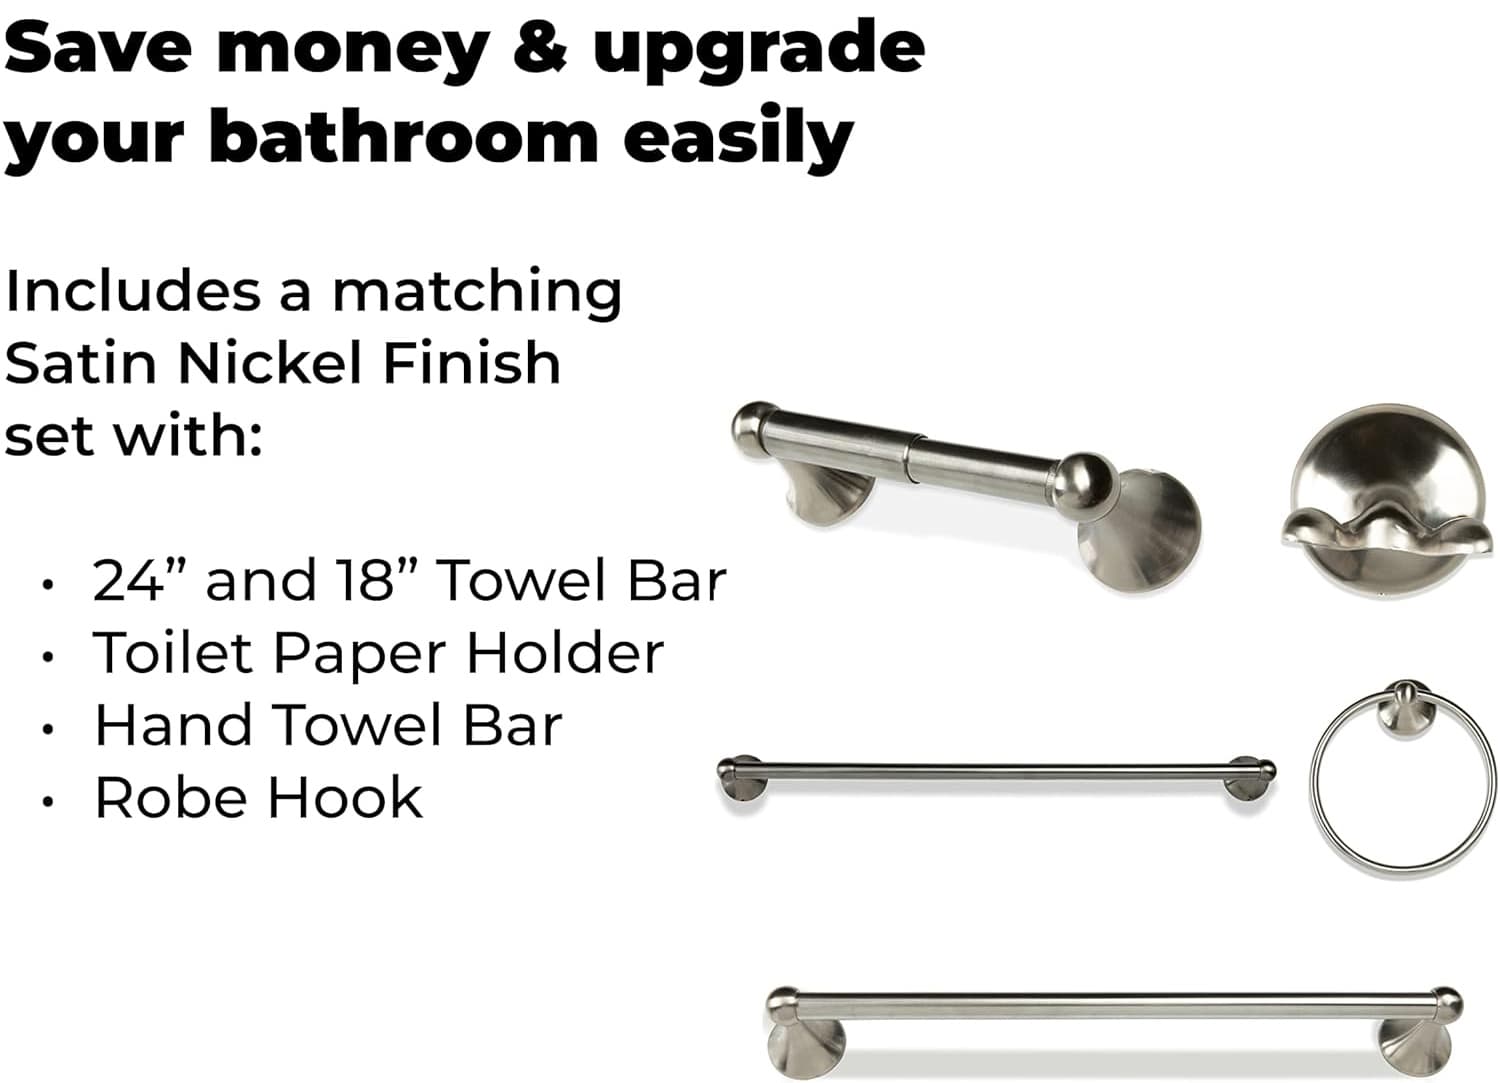 Save money & upgrade
your bathroom easily
Includes a matching
Satin Nickel Finish
set with:
• 24” and 18” Towel Bar
• Toilet Paper Holder
• Hand Towel Bar
• Robe Hook